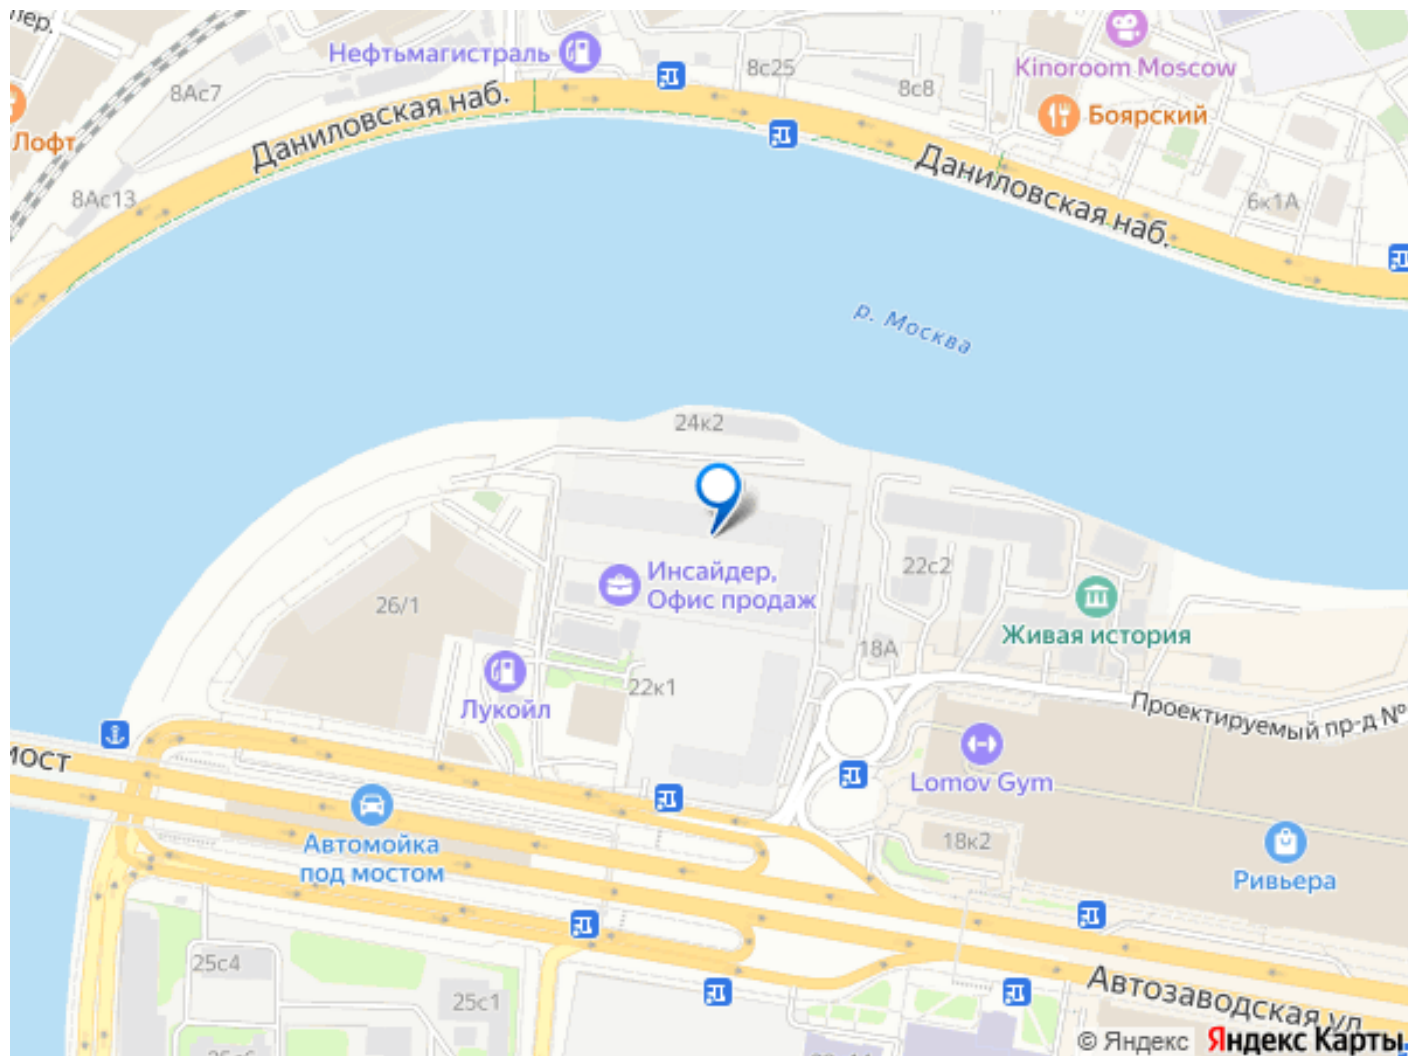 пер.
Нефтьмагистраль
8Ас7
8с25
8с8
Kinoroom Moscow
Боярский
Лофт
Даниловская наб.
Даниловская наб.
8Ас13
6к1А
р. Москва
24к2
22с2
Инсайдер,
Офис продаж
26/1
Живая история
18А
22к1
Лукойл
Проектируемый пр-д №
мост
Lomov Gym
Автомойка
под мостом
18к2
Ривьера
25с4
25с1
Автозаводская ул.
© Яндекс Яндекс Карты